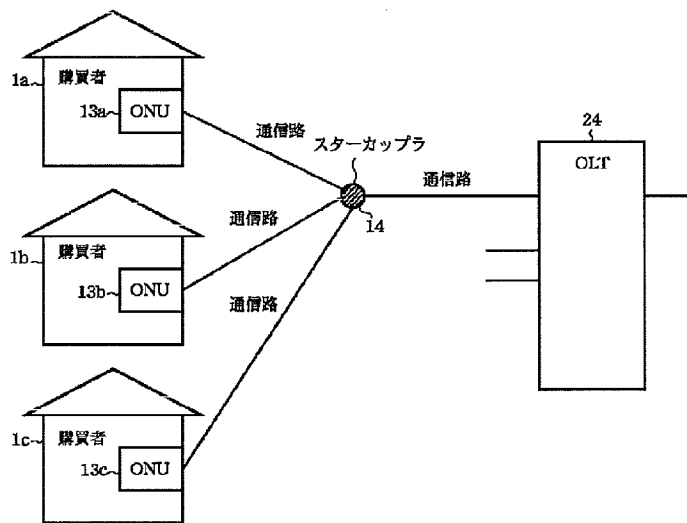 購買者
1a
13a
ONU
通信路
スターカップラ
24
OLT
通信路
14
購買者
1b
13b
ONU
通信路
通信路
購買者
1c
13c
ONU